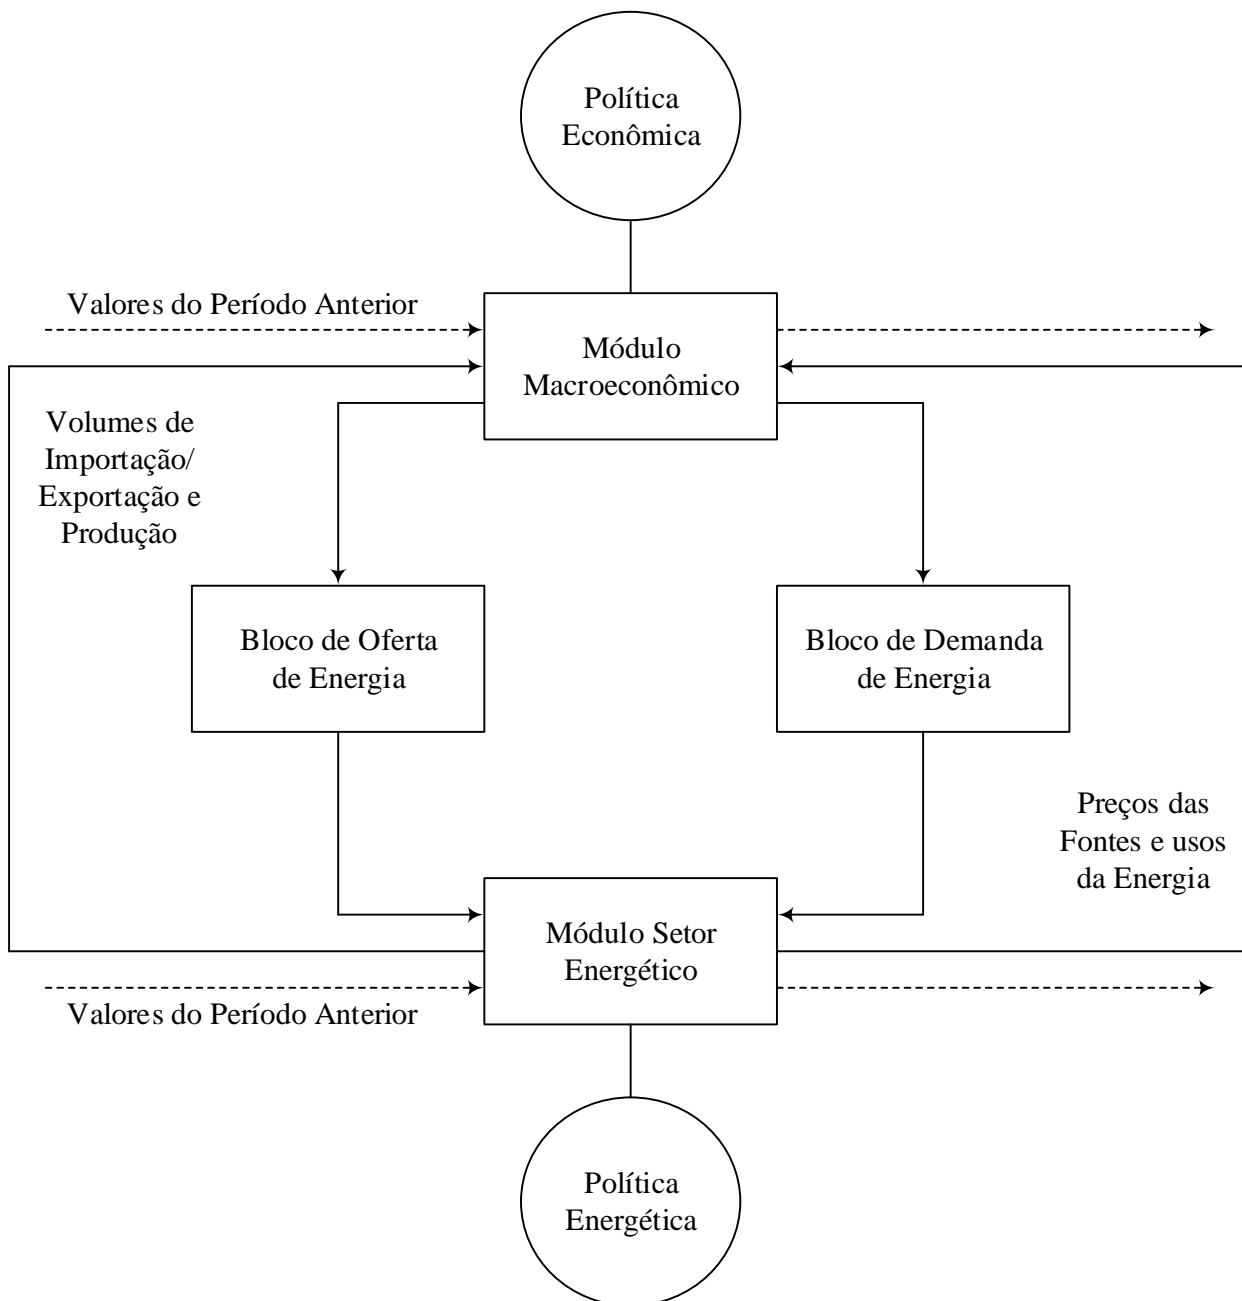 Política
Econômica
Valores do Período Anterior
Módulo
Macroeconômico
Volumes de
Importação/
Exportação e
Produção
Bloco de Oferta
de Energia
Bloco de Demanda
de Energia
Preços das
Fontes e usos
da Energia
Módulo Setor
Energético
Valores do Período Anterior
Política
Energética